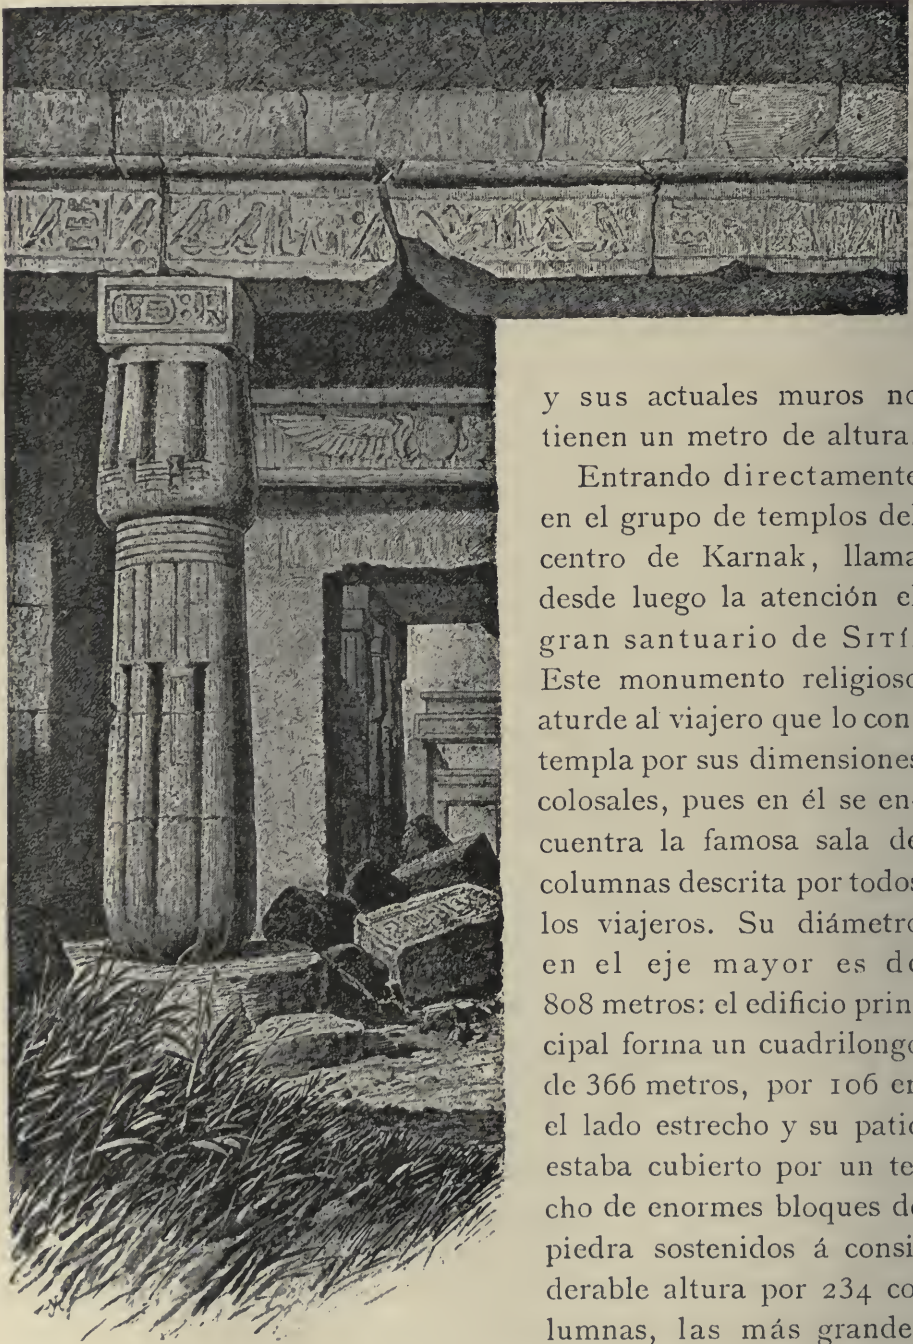 y sus actuales muros no
tienen un metro de altura.
Entrando directamente
en el grupo de templos del
centro de Karnak, llama
desde luego la atención el
gran santuario de SITÍ.
Este monumento religioso
aturde al viajero que lo con-
templa por sus dimensiones
colosales, pues en él se en-
cuentra la famosa sala de
columnas descrita por todos
los viajeros. Su diámetro
en el eje mayor es de
808 metros: el edificio prin-
cipal forma un cuadrilongo
de 366 metros, por 106 en
el lado estrecho y su patio
estaba cubierto por un te-
cho de enormes bloques de
piedra sostenidos á consi-
derable altura por 234 co-
lumnas, las más grandes